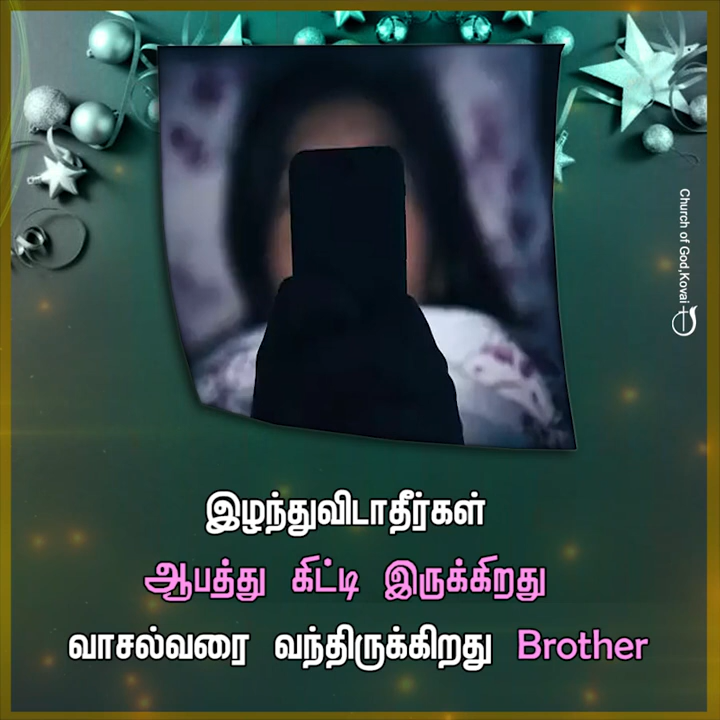 Church of God,Kovai
இழந்துவிடாதீர்கள்
ஆபத்து கிட்டி இருக்கிறது
வாசல்வரை வந்திருக்கிறது Brother